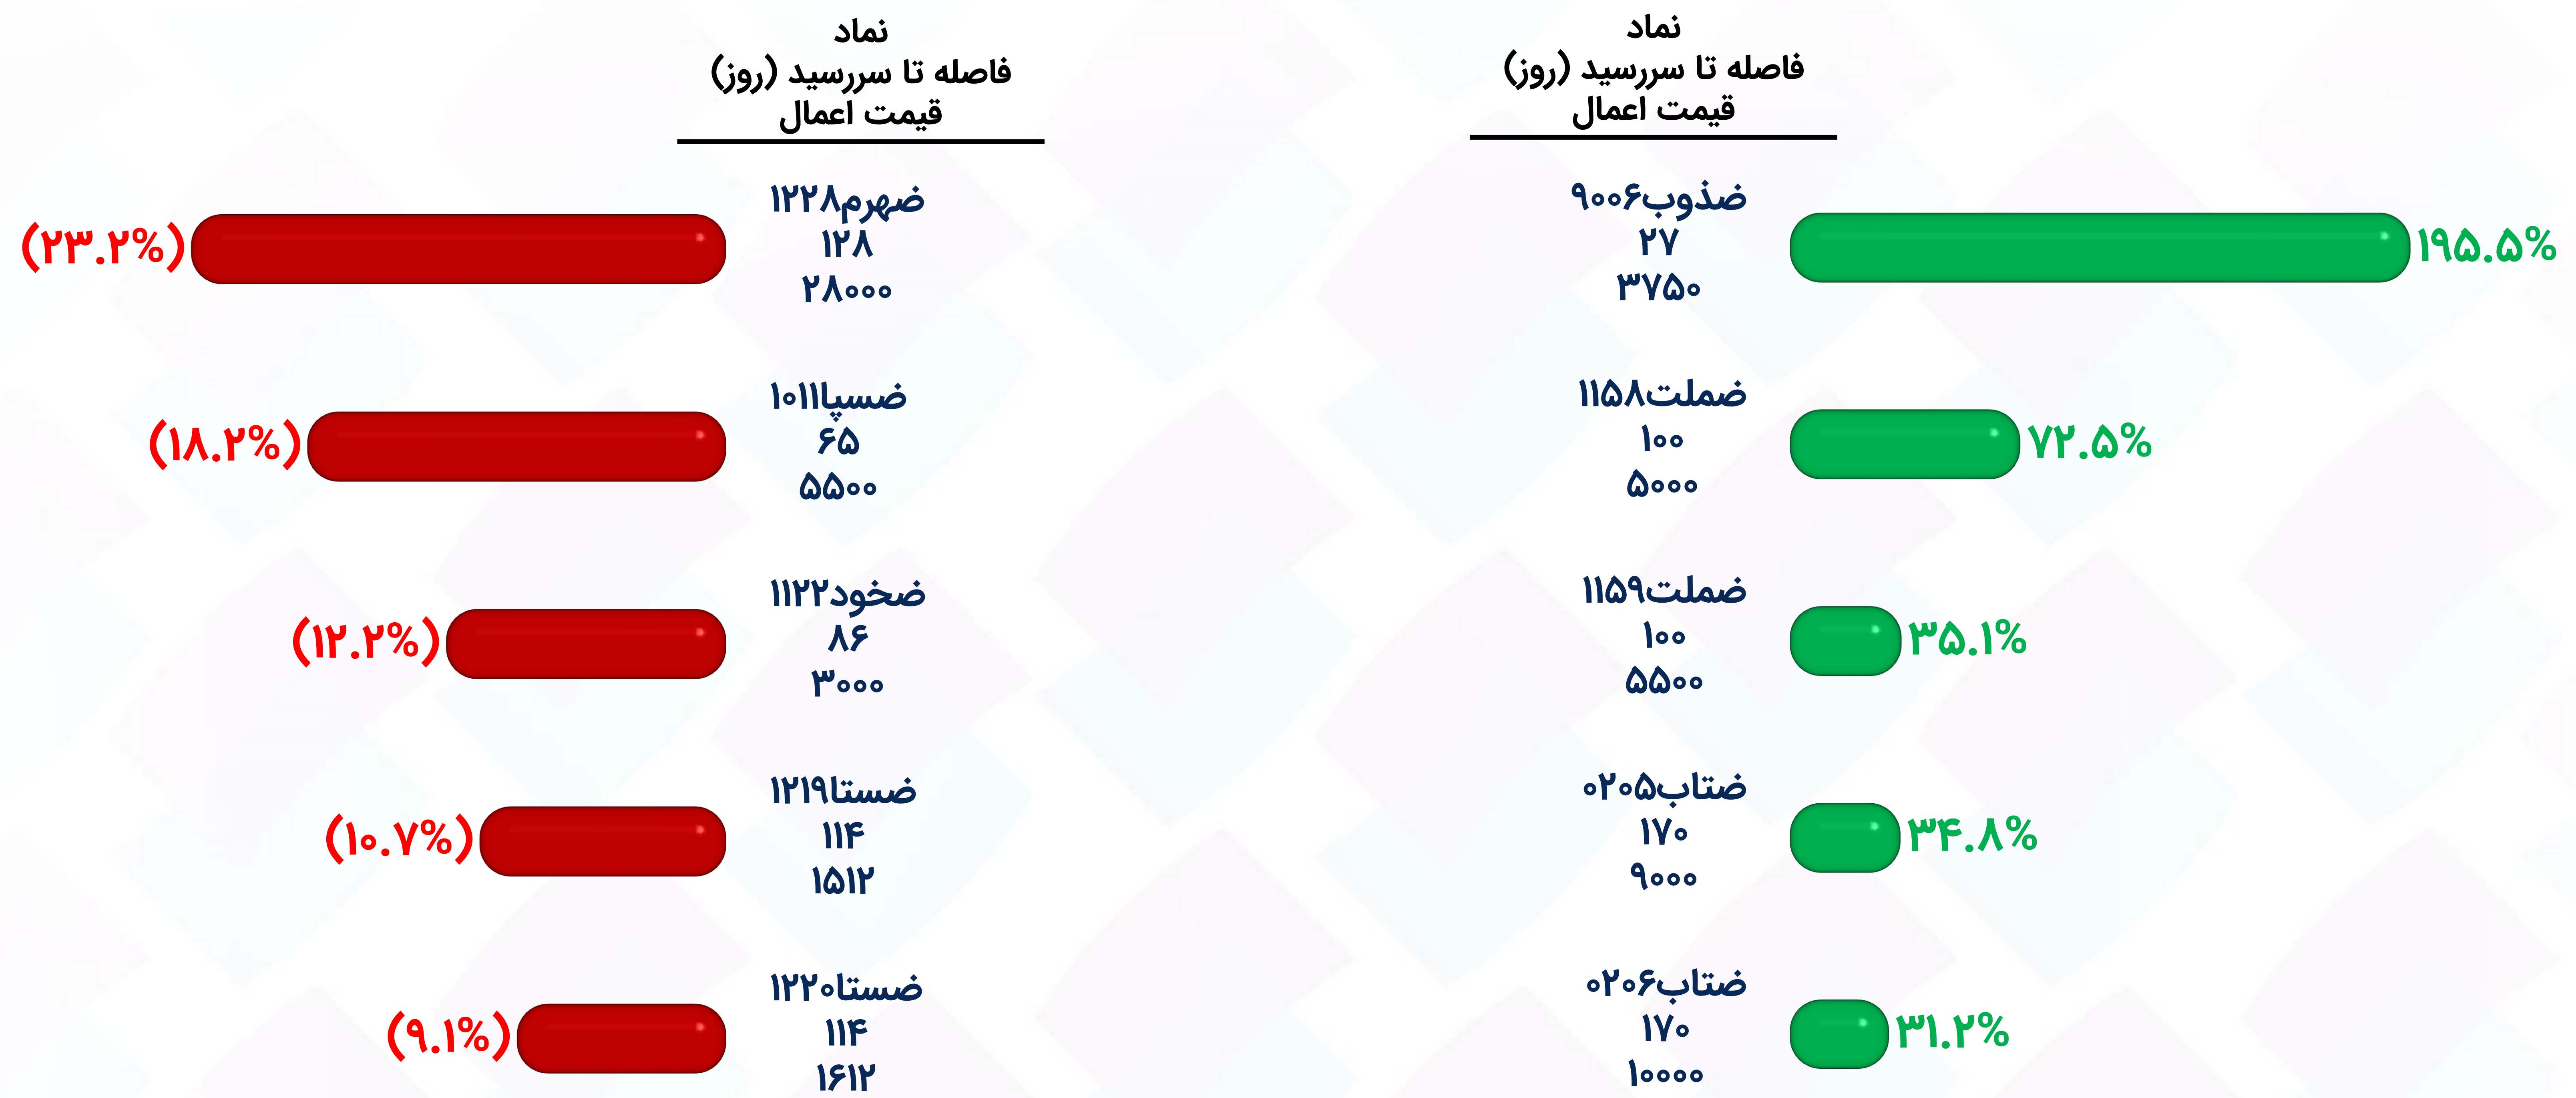 نماد
فاصله تا سررسید (روز)
قیمت اعمال
ضذوب۹۰۰۶
۲۷
۳۷۵۰
۱۹۵.۵%
ضملت۱۱۵۸
۱۰۰
۵۰۰۰
۷۲.۵%
ضملت۱۱۵۹
۱۰۰
۵۵۰۰
۳۵.۱%
ضتاب۰۲۰۵
۱۷۰
۹۰۰۰
۳۴.۸%
ضتاب۰۲۰۶
۱۷۰
۱۰۰۰۰
۳۱.۲%
نماد
فاصله تا سررسید (روز)
قیمت اعمال
ضهرم۱۲۲۸
۱۲۸
۲۸۰۰۰
(۲۳.۲%)
ضسپا۱۰۱۱
۶۵
۵۵۰۰
(۱۸.۲%)
ضخود۱۱۲۲
۸۶
۳۰۰۰
(۱۲.۲%)
ضستا۱۲۱۹
۱۱۴
۱۵۱۲
(۱۰.۷%)
ضستا۱۲۲۰
۱۱۴
۱۶۱۲
(۹.۱%)